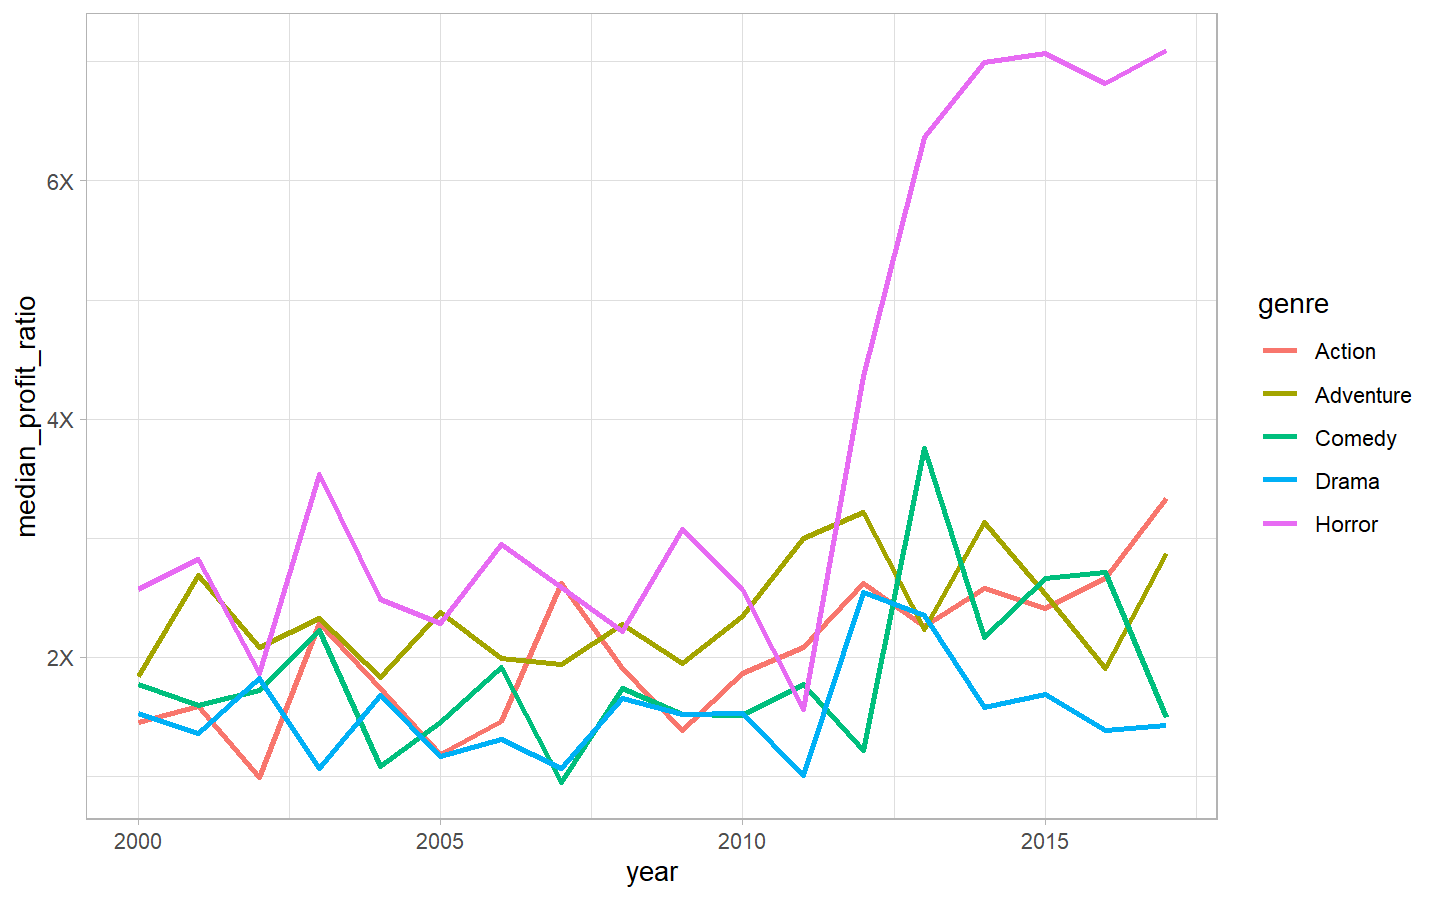 median_profit_ratio
6X
4X
2X
2000 2005 2010 2015
year
genre
Action
Adventure
Comedy
Drama
Horror